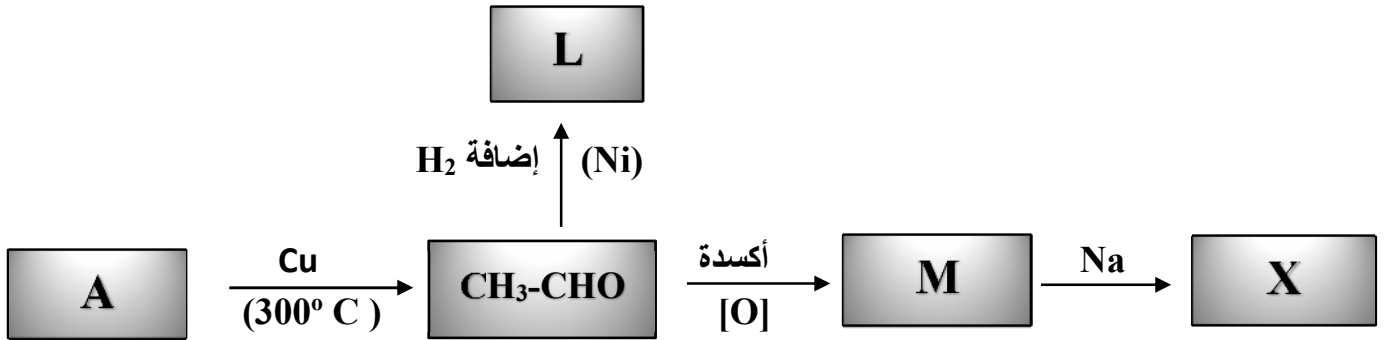 L
إضافة H₂ (Ni)
A
Cu
(300º C )
CH₃-CHO
أكسدة
[O]
M
Na
X